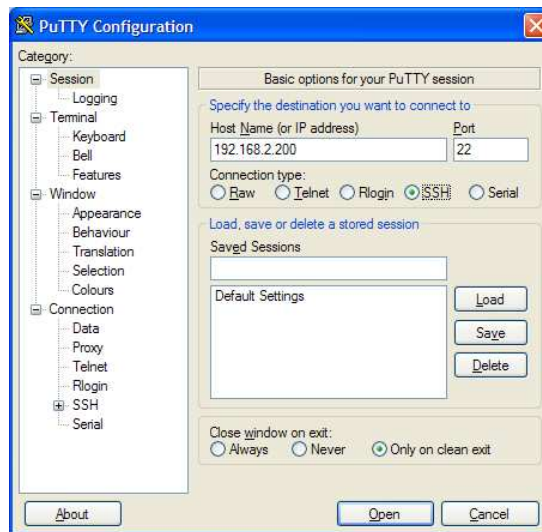 PuTTY Configuration
Category:
Session
Logging
Terminal
Keyboard
Bell
Features
Window
Appearance
Behaviour
Translation
Selection
Colours
Connection
Data
Proxy
Telnet
Rlogin
SSH
Serial
Basic options for your PuTTY session
Specify the destination you want to connect to
Host Name (or IP address) Port
192.168.2.200 22
Connection type:
Raw Telnet Rlogin SSH Serial
Load, save or delete a stored session
Saved Sessions
Default Settings
Load
Save
Delete
Close window on exit:
Always Never Only on clean exit
About Open Cancel